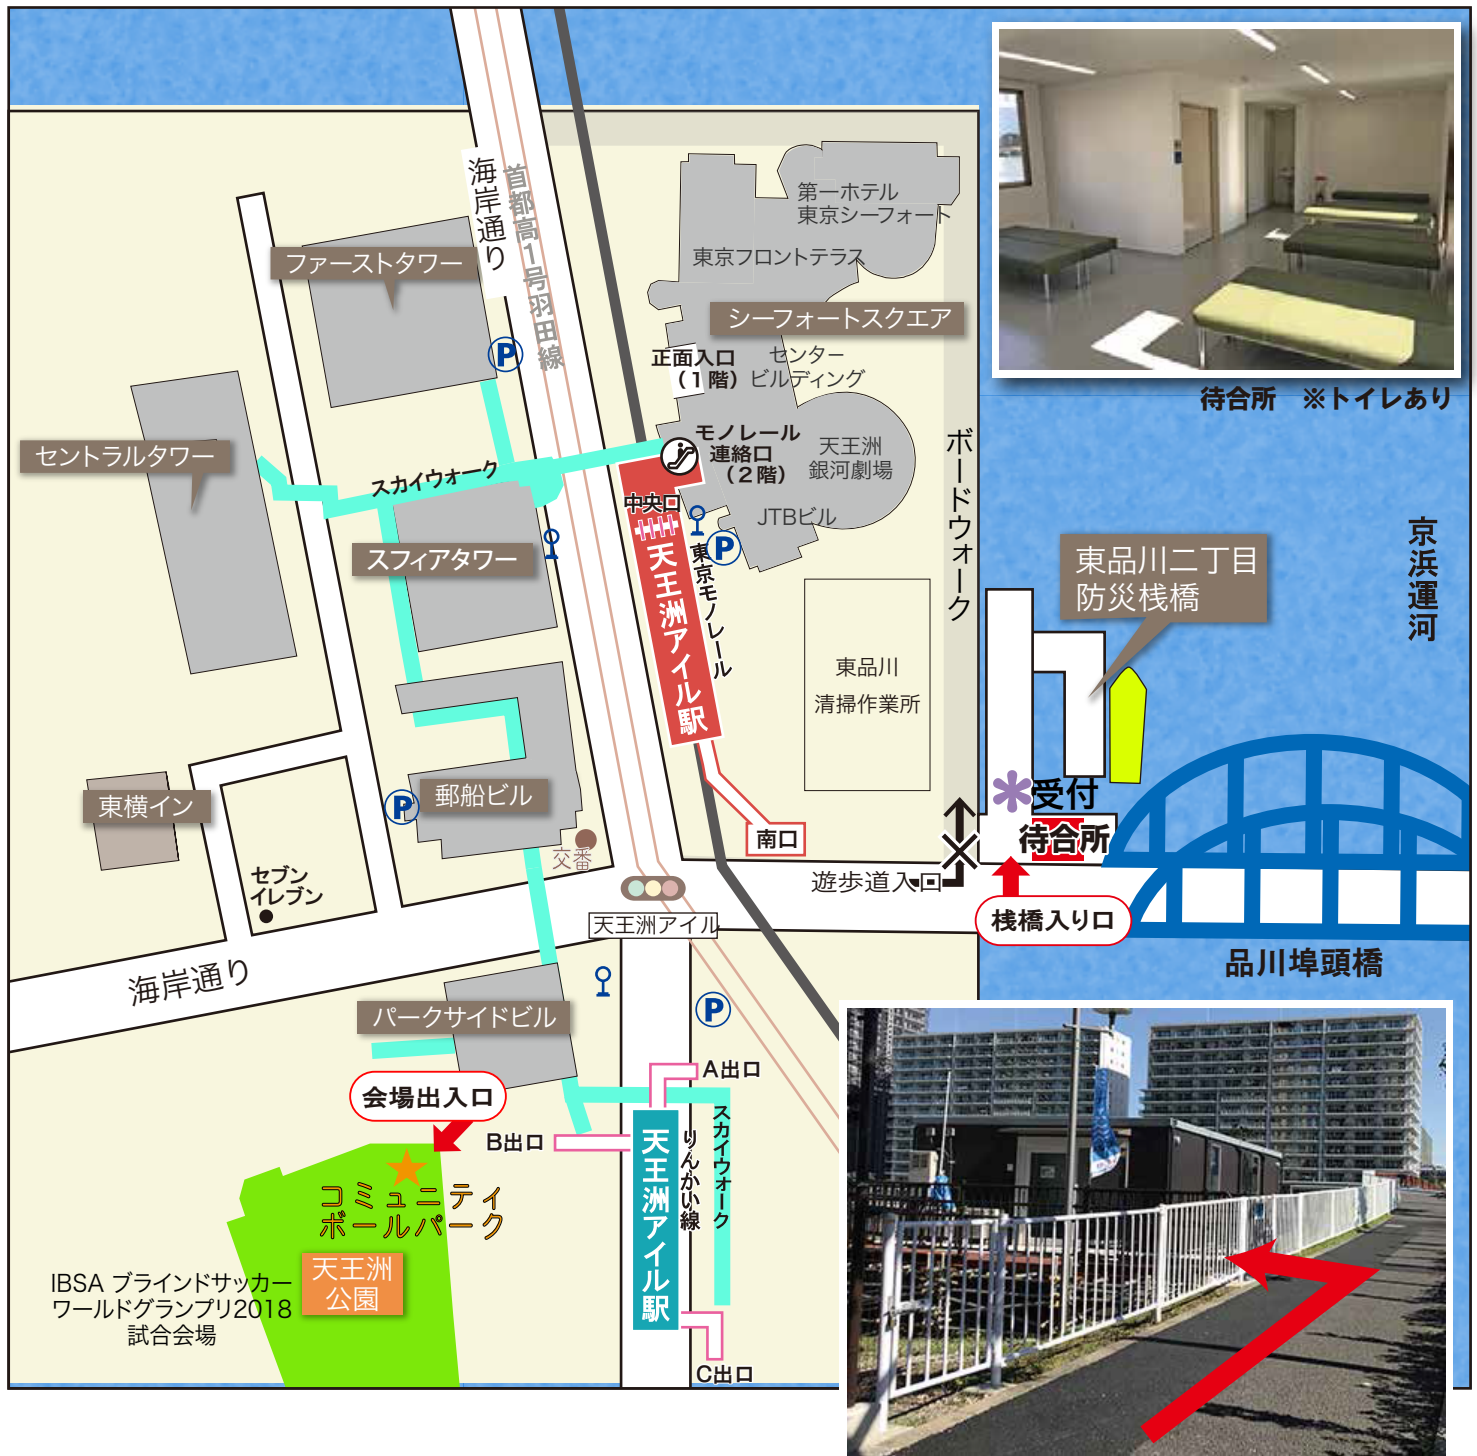 海岸通り
首都高1号羽田線
第一ホテル
東京シーフォート
東京フロントテラス
ファーストタワー
シーフォートスクエア
P
正面入口
(1階)
センター
ビルディング
待合所 ※トイレあり
セントラルタワー
スカイウォーク
モノレール
連絡口
(2階)
天王洲
銀河劇場
ボードウォーク
中央口
JTBビル
P
スフィアタワー
天王洲アイル駅
東京モノレール
東品川二丁目
防災桟橋
京浜運河
東品川
清掃作業所
東横イン
P
郵船ビル
受付
待合所
南口
交番
セブン
イレブン
遊歩道入口
天王洲アイル
桟橋入り口
海岸通り
品川埠頭橋
パークサイドビル
P
会場出入口
A出口
B出口
天王洲アイル駅
りんかい線
スカイウォーク
C出口
コミュニティ
ボールパーク
天王洲
公園
IBSA ブラインドサッカー
ワールドグランプリ2018
試合会場